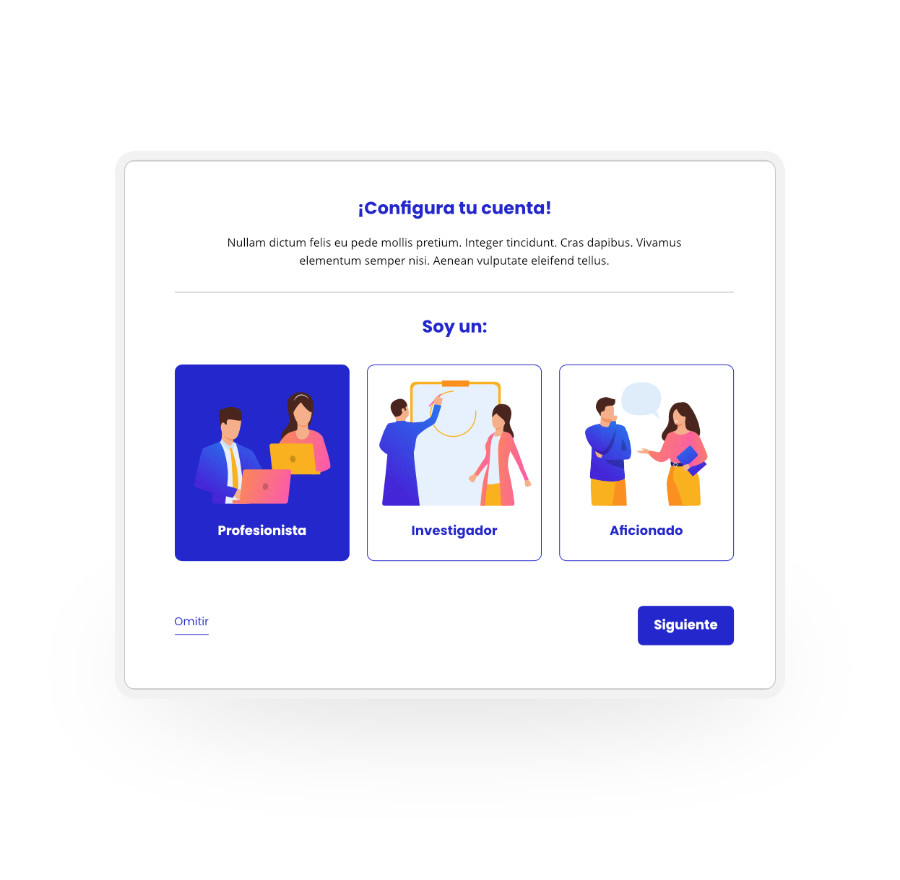 ¡Configura tu cuenta!
Nullam dictum felis eu pede mollis pretium. Integer tincidunt. Cras dapibus. Vivamus
elementum semper nisi. Aenean vulputate eleifend tellus.
Soy un:
Profesionista
Investigador
Aficionado
Omitir
Siguiente